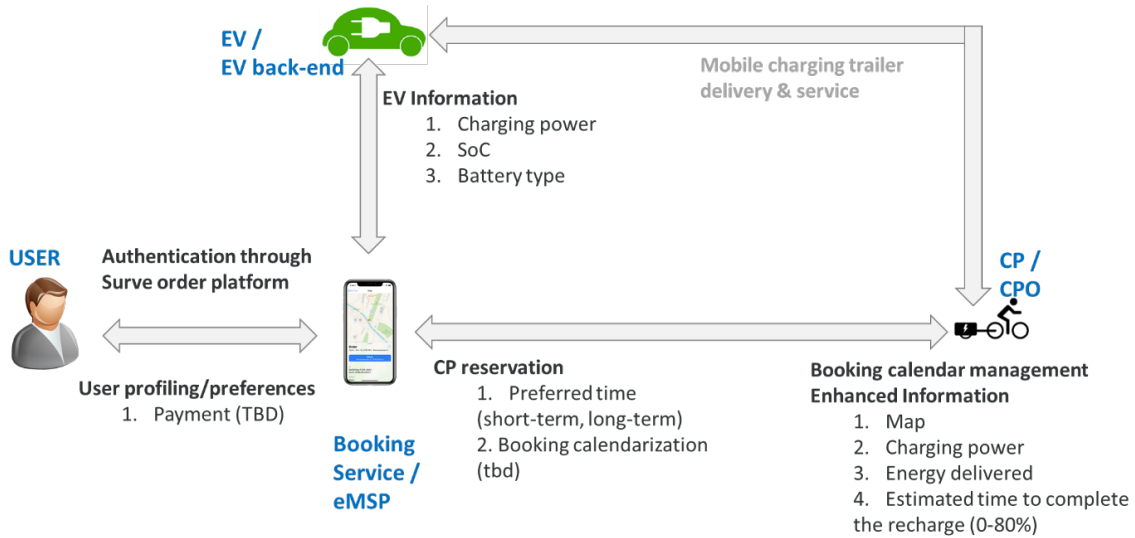 EV /
EV back-end
Mobile charging trailer
delivery & service
EV Information
1. Charging power
2. SoC
3. Battery type
USER
Authentication through
Surve order platform
CP /
CPO
User profiling/preferences
1. Payment (TBD)
CP reservation
1. Preferred time
(short-term, long-term)
2. Booking calendarization
(tbd)
Booking calendar management
Enhanced Information
1. Map
2. Charging power
3. Energy delivered
4. Estimated time to complete
the recharge (0-80%)
Booking
Service /
eMSP